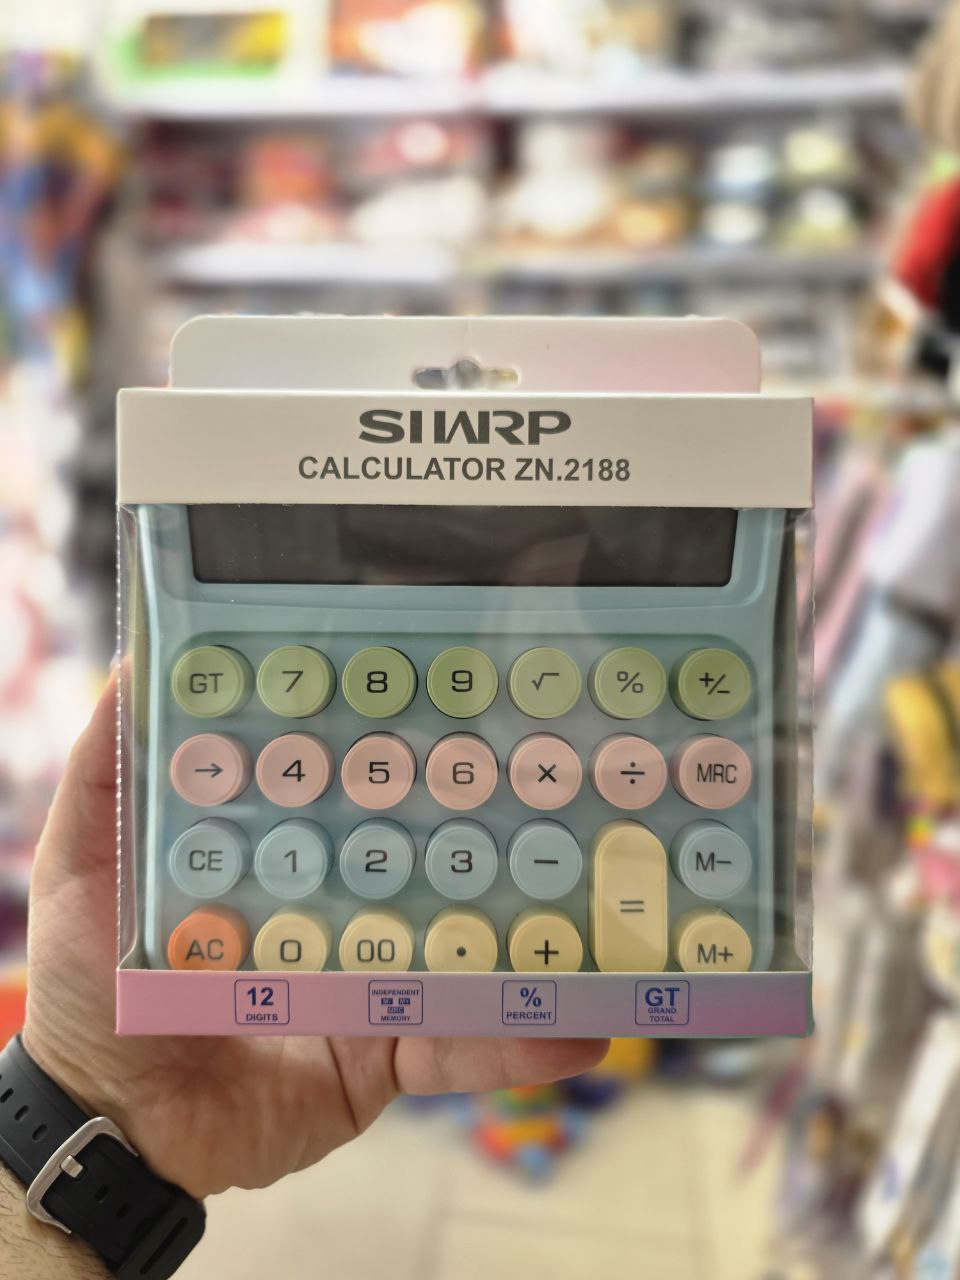 SIIWRP
CALCULATOR ZN.2188
GT 7 8 9 √ % +/−
→ 4 5 6 × ÷ MRC
CE 1 2 3 − = M−
AC 0 00 • + M+
12
DIGITS
INDEPENDENT
M- M+
MRC
MEMORY
%
PERCENT
GT
GRAND
TOTAL